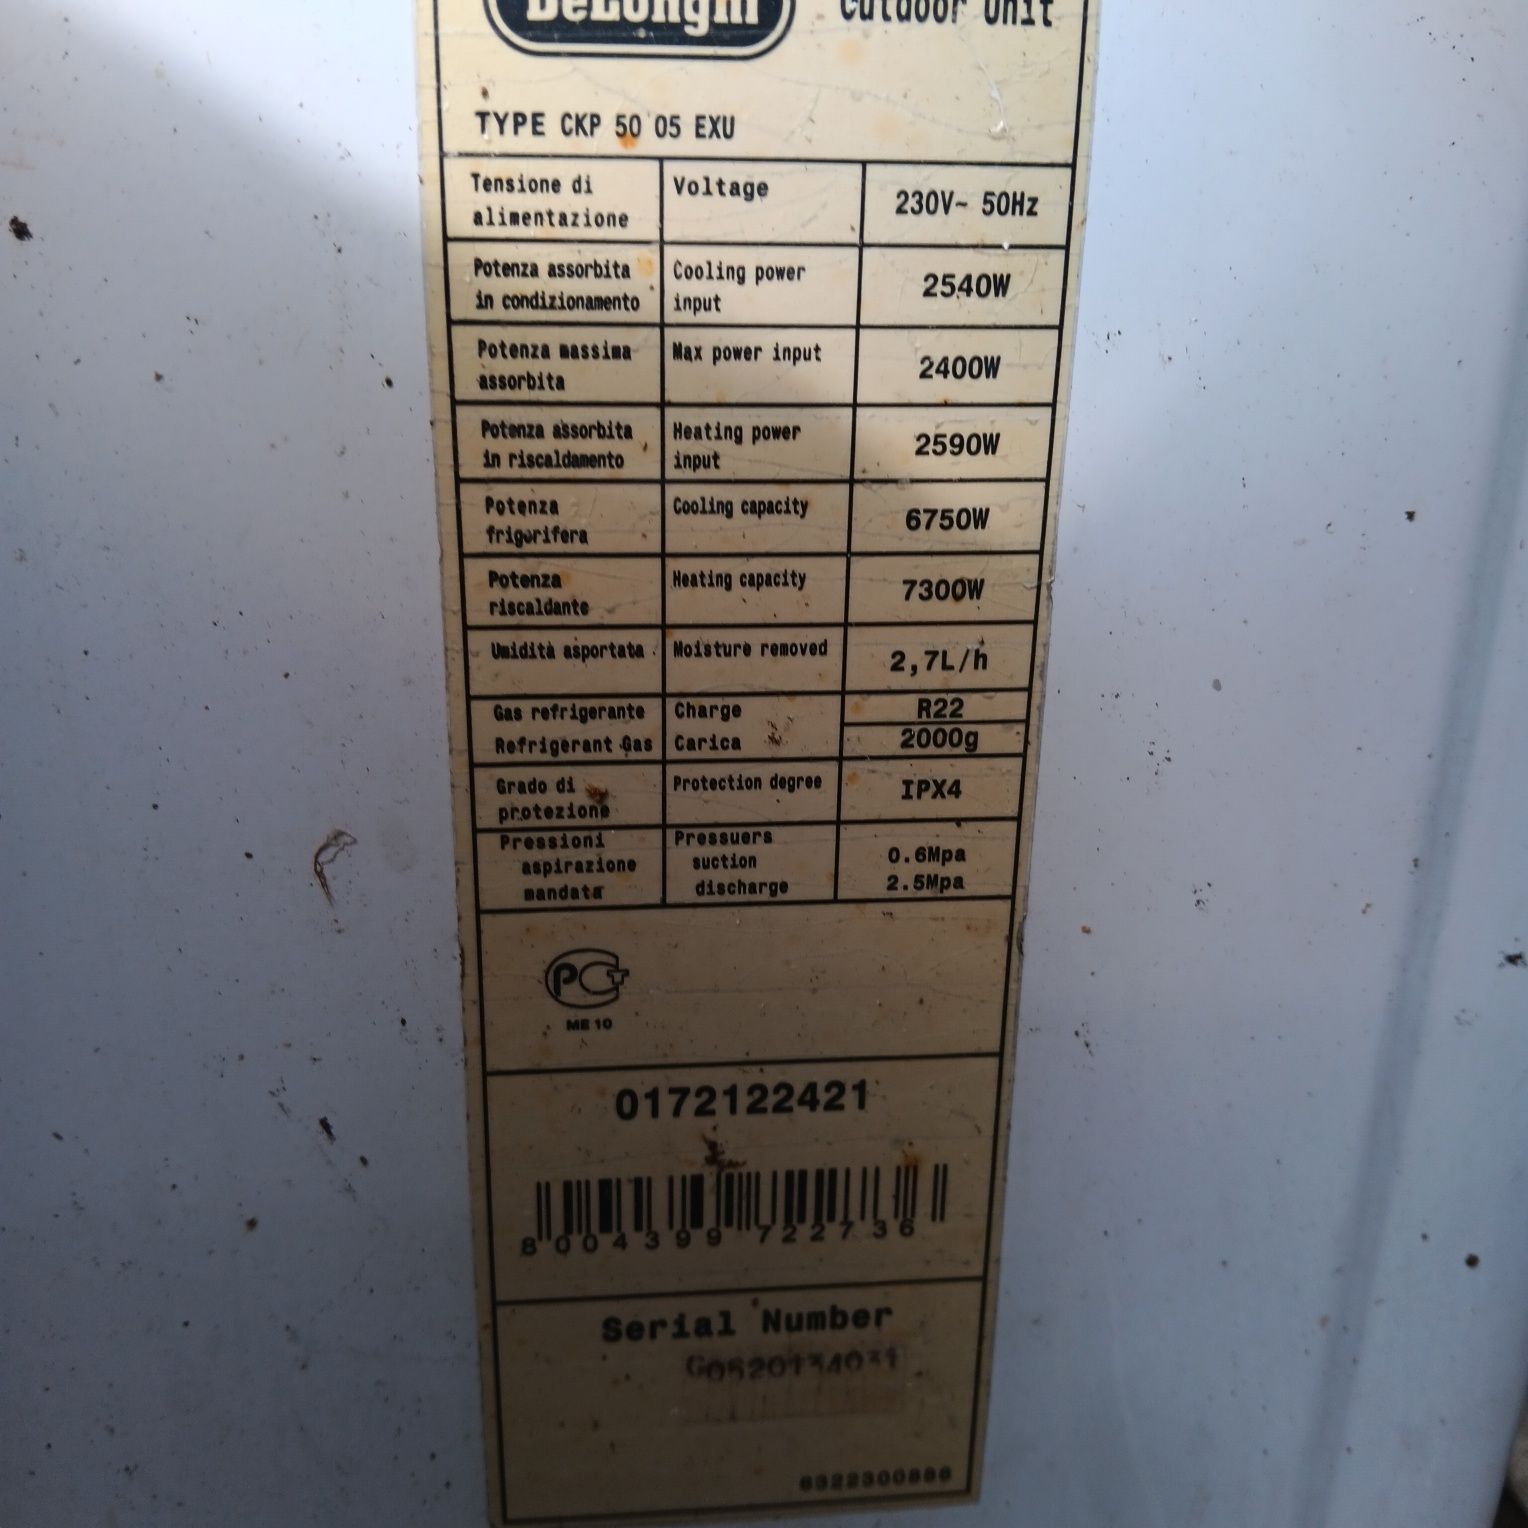 DeLonghi Outdoor Unit
TYPE CKP 50 05 EXU
Tensione di
alimentazione
Voltage
230V~ 50Hz
Potenza assorbita
in condizionamento
Cooling power
input
2540W
Potenza massima
assorbita
Max power input
2400W
Potenza assorbita
in riscaldamento
Heating power
input
2590W
Potenza
frigorifera
Cooling capacity
6750W
Potenza
riscaldante
Heating capacity
7300W
Umidità asportata
Moisture removed
2,7L/h
Gas refrigerante
Refrigerant Gas
Charge
Carica
R22
2000g
Grado di
protezione
Protection degree
IPX4
Pressioni
aspirazione
mandata
Pressuers
suction
discharge
0.6Mpa
2.5Mpa
PCT
ME 10
0172122421
8004399722736
Serial Number
6322300886